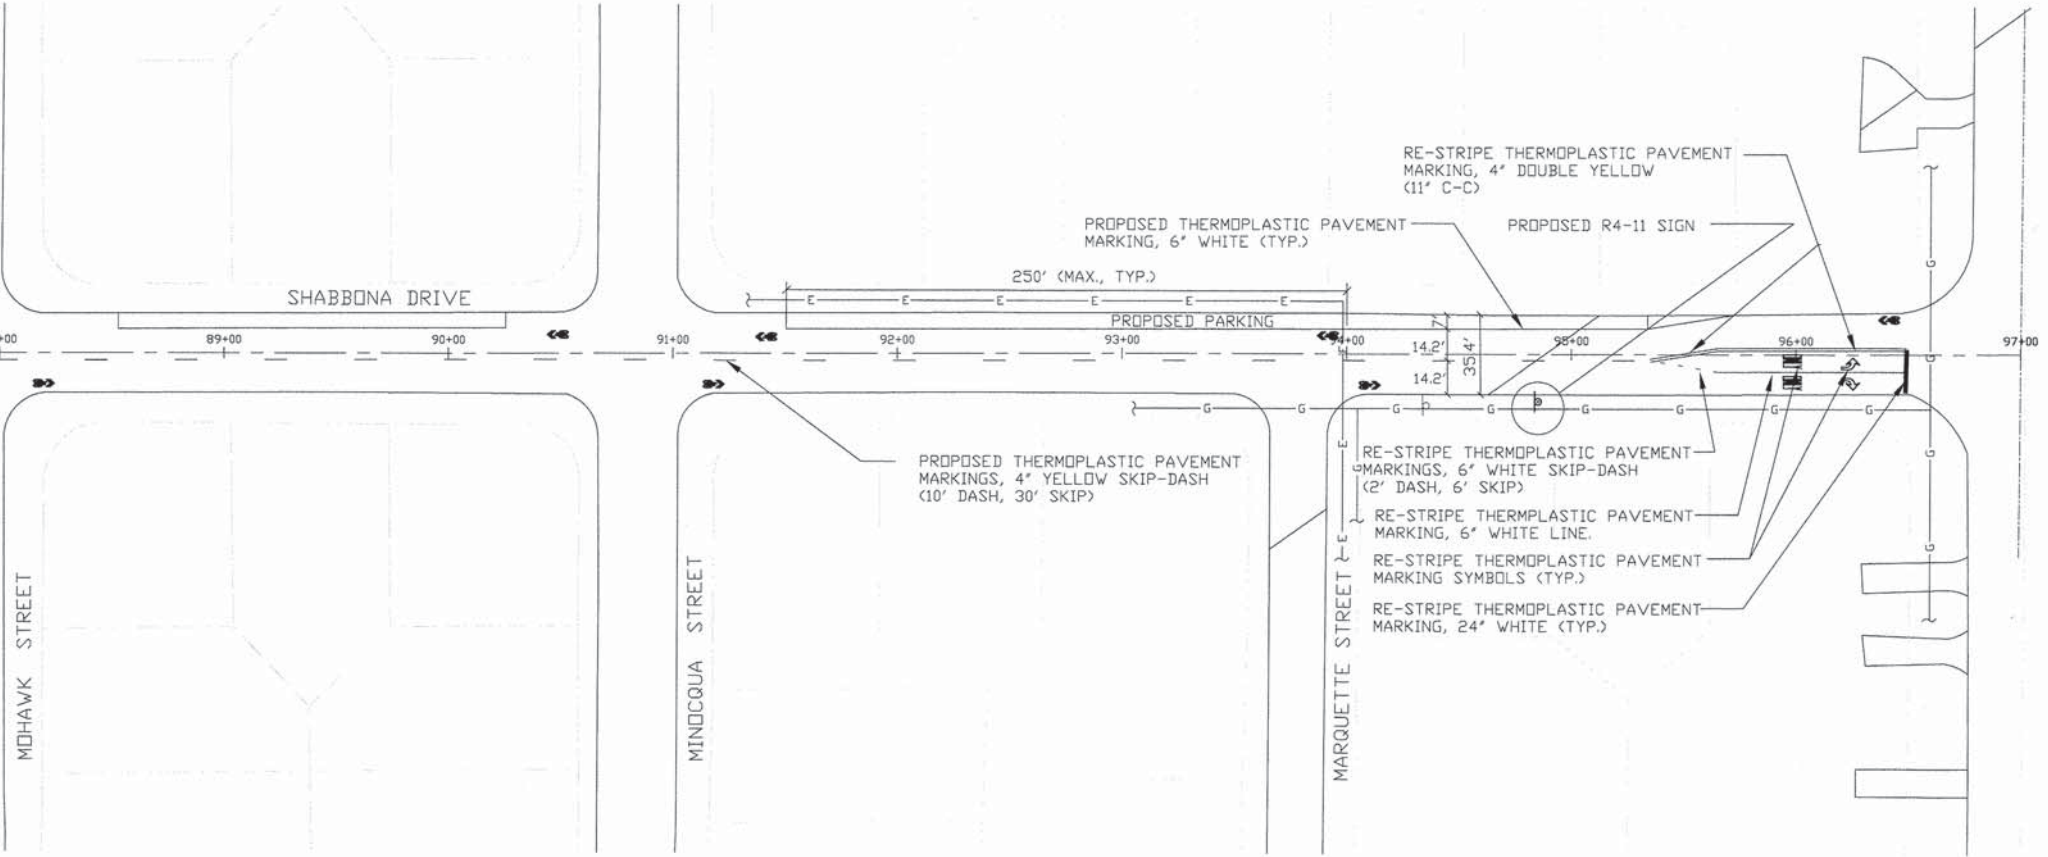 RE-STRIPE THERMOPLASTIC PAVEMENT
MARKING, 4" DOUBLE YELLOW
(11" C-C)
PROPOSED THERMOPLASTIC PAVEMENT
MARKING, 6" WHITE (TYP.)
PROPOSED R4-11 SIGN
250' (MAX., TYP.)
SHABBONA DRIVE
E E E E E E
PROPOSED PARKING
7'
14.2'
14.2'
35.4'
+00 89+00 90+00 91+00 92+00 93+00 94+00 95+00 96+00 97+00
G G G G G G G G
G
G
G
G
G
E
E
G
PROPOSED THERMOPLASTIC PAVEMENT
MARKINGS, 4" YELLOW SKIP-DASH
(10' DASH, 30' SKIP)
RE-STRIPE THERMOPLASTIC PAVEMENT
MARKINGS, 6" WHITE SKIP-DASH
(2' DASH, 6' SKIP)
RE-STRIPE THERMPLASTIC PAVEMENT
MARKING, 6" WHITE LINE.
RE-STRIPE THERMOPLASTIC PAVEMENT
MARKING SYMBOLS (TYP.)
RE-STRIPE THERMOPLASTIC PAVEMENT
MARKING, 24" WHITE (TYP.)
MOHAWK STREET
MINOCQUA STREET
MARQUETTE STREET